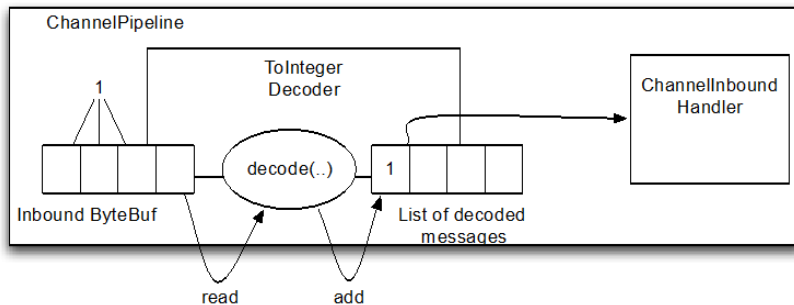 ChannelPipeline
1
ToInteger
Decoder
ChannelInbound
Handler
decode(..)
1
Inbound ByteBuf
List of decoded
messages
read
add